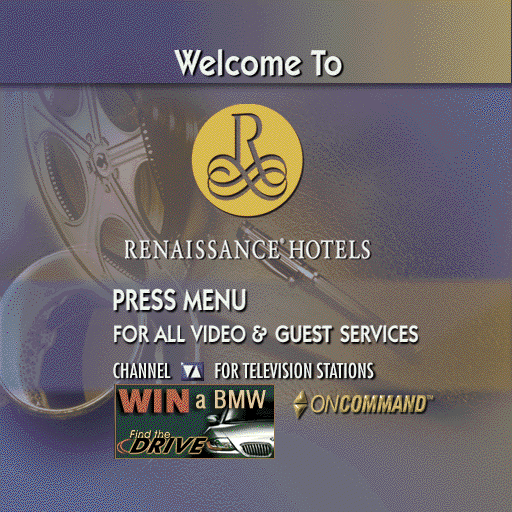 Welcome To
R
RENAISSANCE® HOTELS
PRESS MENU
FOR ALL VIDEO & GUEST SERVICES
CHANNEL FOR TELEVISION STATIONS
WIN a BMW
Find the
DRIVE
ONCOMMAND™